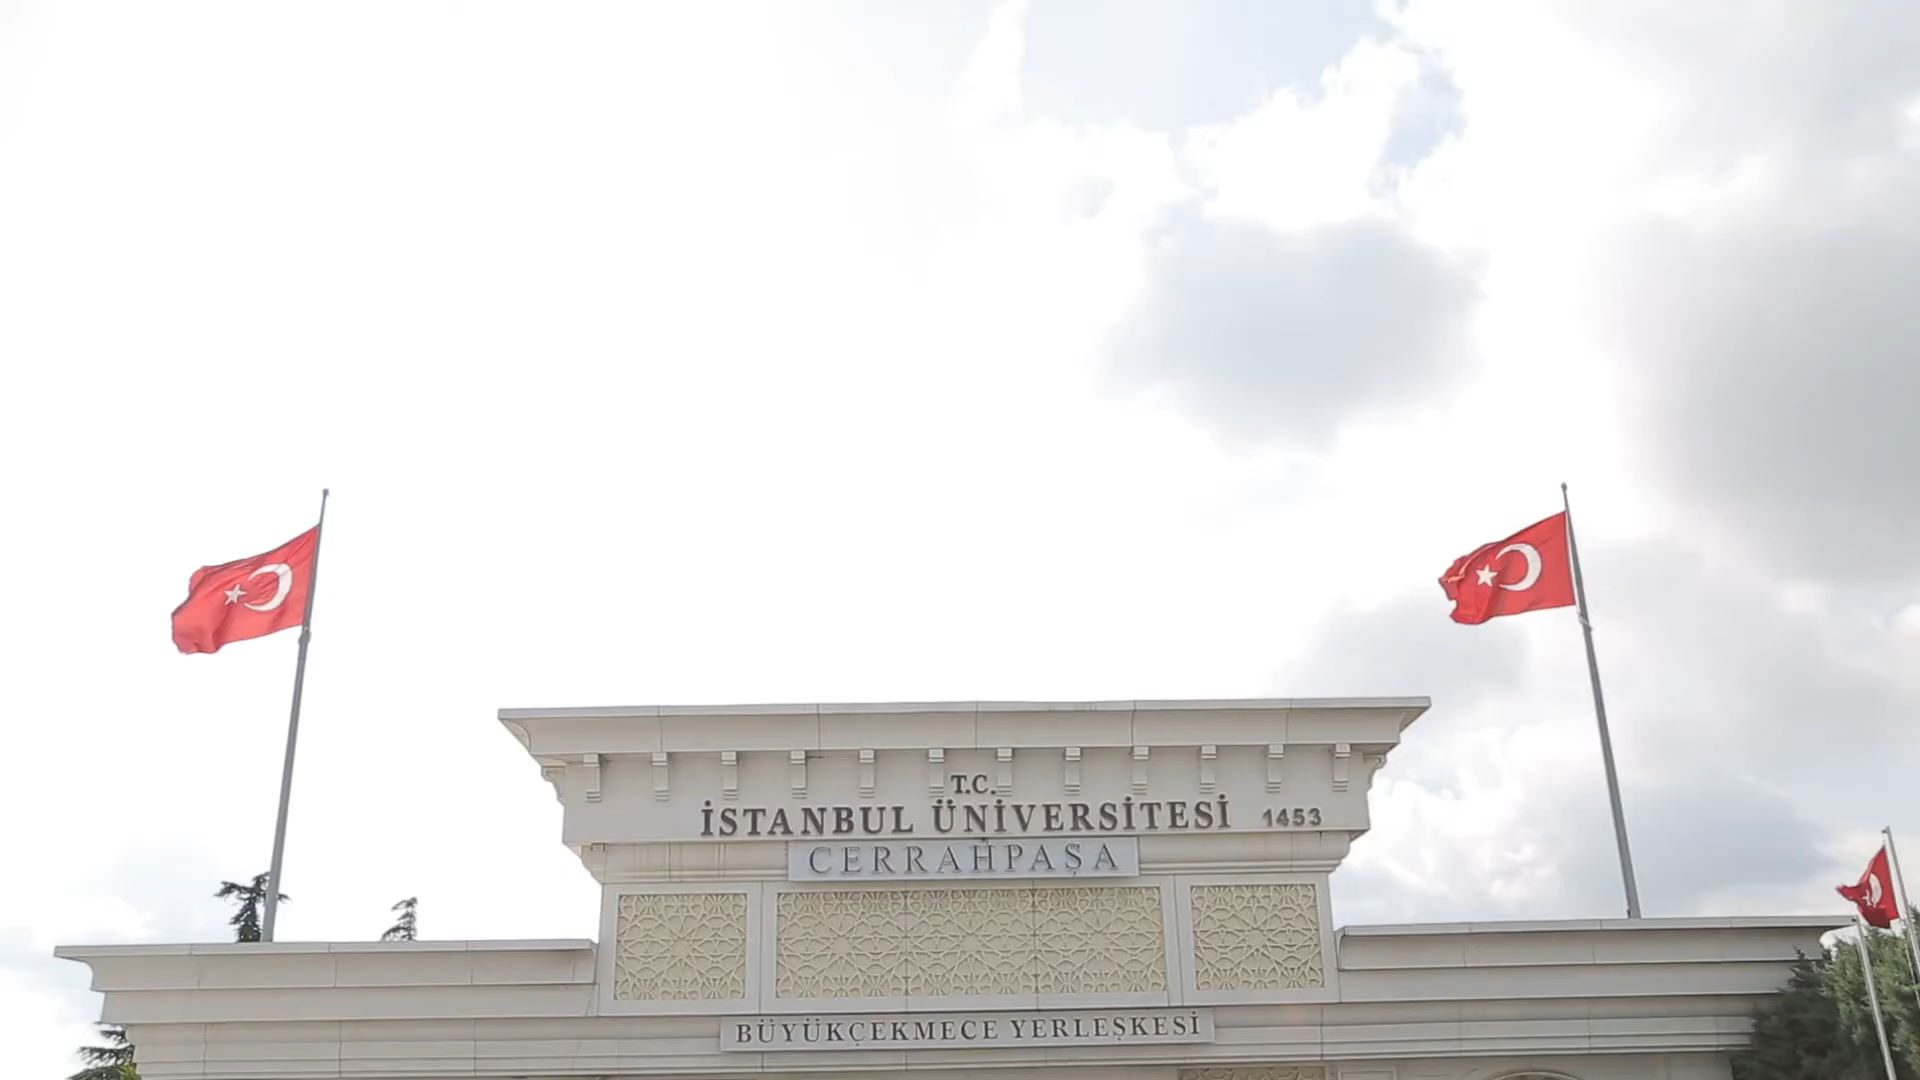 T.C.
İSTANBUL ÜNİVERSİTESİ 1453
CERRAHPAŞA
BÜYÜKÇEKMECE YERLEŞKESİ